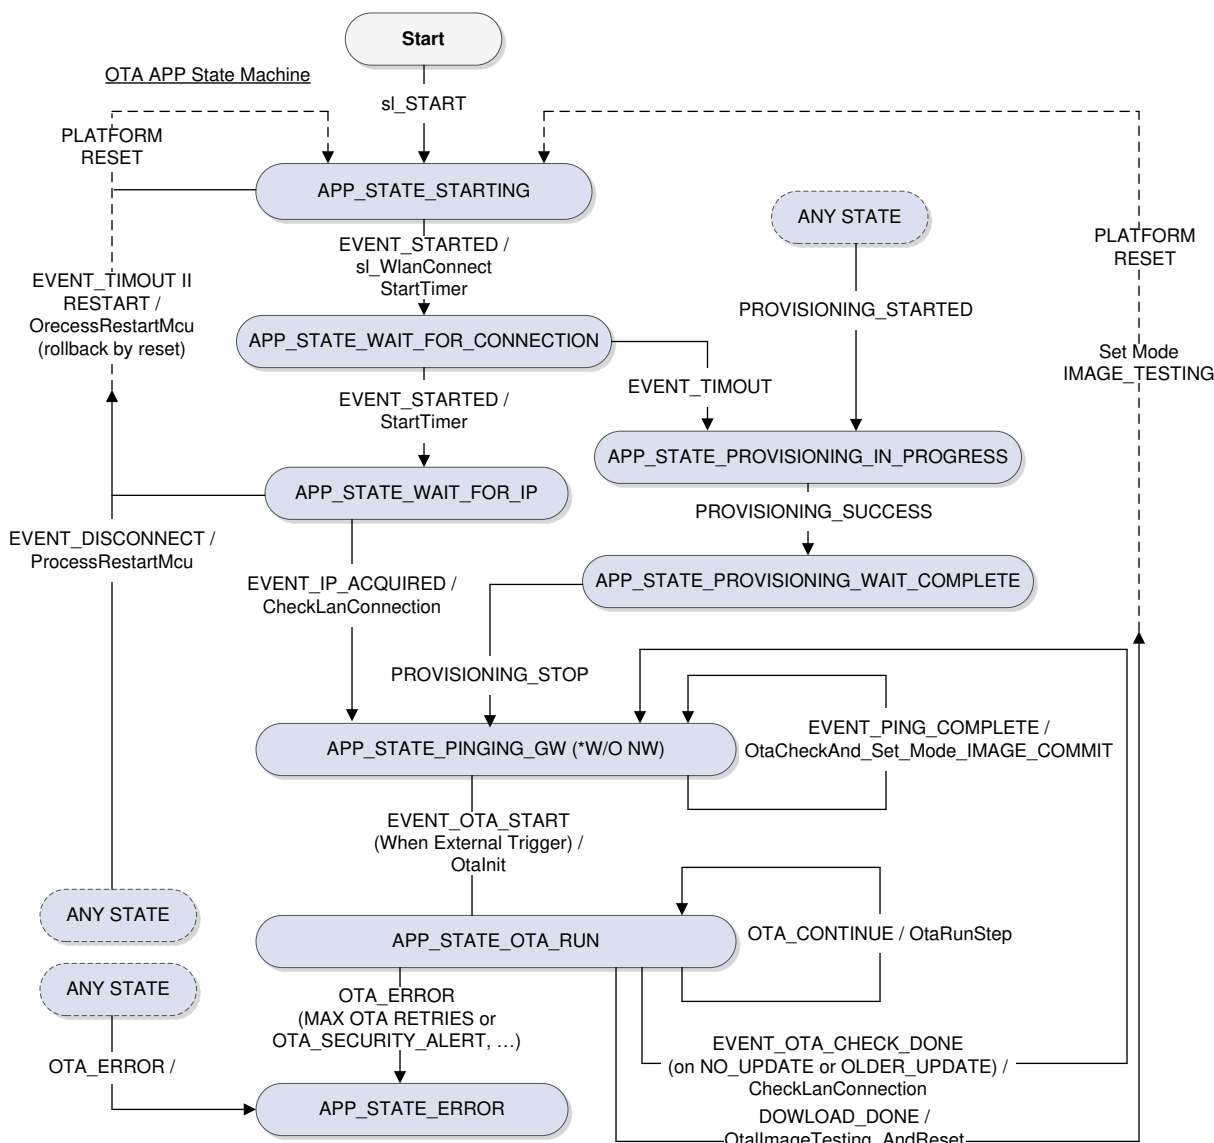 Start
OTA APP State Machine
sl_START
PLATFORM
RESET
APP_STATE_STARTING
ANY STATE
EVENT_STARTED /
sl_WlanConnect
StartTimer
PLATFORM
RESET
EVENT_TIMOUT II
RESTART /
OrecessRestartMcu
(rollback by reset)
PROVISIONING_STARTED
APP_STATE_WAIT_FOR_CONNECTION
Set Mode
IMAGE_TESTING
EVENT_TIMOUT
EVENT_STARTED /
StartTimer
APP_STATE_PROVISIONING_IN_PROGRESS
APP_STATE_WAIT_FOR_IP
PROVISIONING_SUCCESS
EVENT_DISCONNECT /
ProcessRestartMcu
EVENT_IP_ACQUIRED /
CheckLanConnection
APP_STATE_PROVISIONING_WAIT_COMPLETE
PROVISIONING_STOP
EVENT_PING_COMPLETE /
OtaCheckAnd_Set_Mode_IMAGE_COMMIT
APP_STATE_PINGING_GW (*W/O NW)
EVENT_OTA_START
(When External Trigger) /
OtaInit
ANY STATE
APP_STATE_OTA_RUN
OTA_CONTINUE / OtaRunStep
ANY STATE
OTA_ERROR
(MAX OTA RETRIES or
OTA_SECURITY_ALERT, …)
EVENT_OTA_CHECK_DONE
(on NO_UPDATE or OLDER_UPDATE) /
CheckLanConnection
OTA_ERROR /
APP_STATE_ERROR
DOWLOAD_DONE /
OtaIImageTesting_AndReset